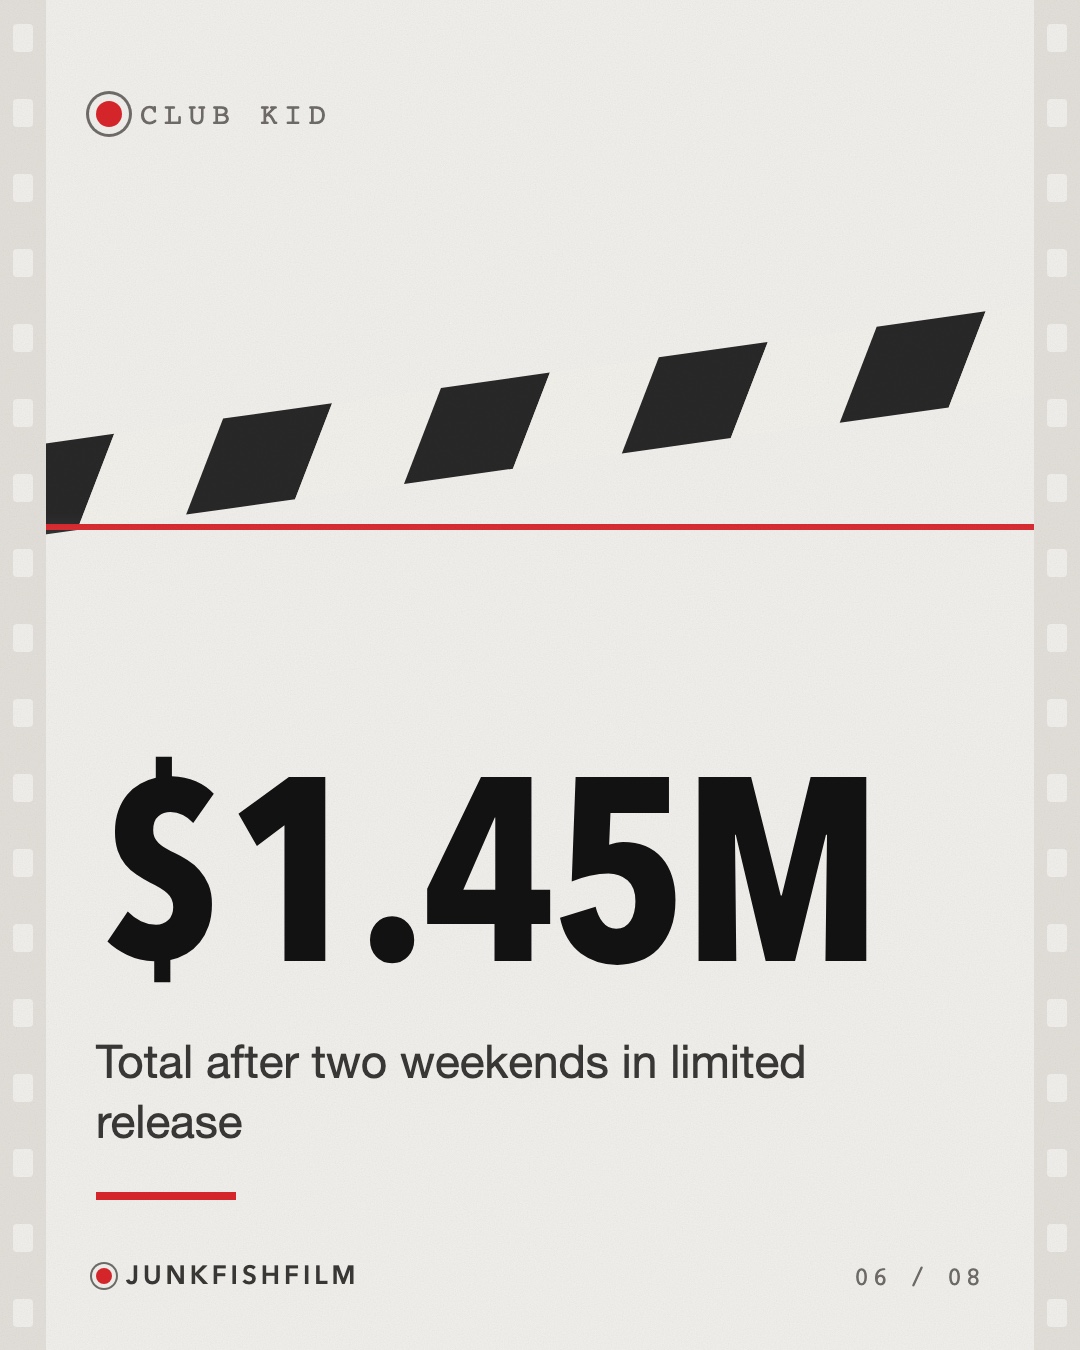 CLUB KID
$1.45M
Total after two weekends in limited
release
JUNKFISHFILM
06 / 08